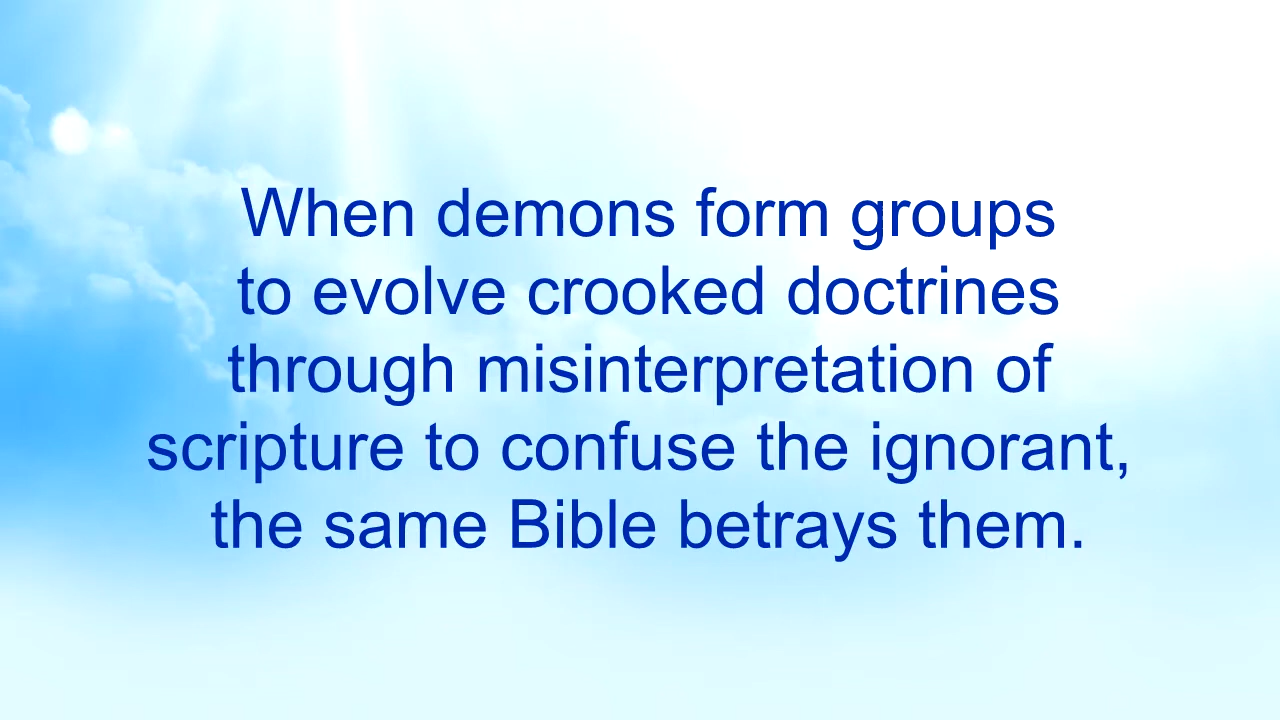 When demons form groups
to evolve crooked doctrines
through misinterpretation of
scripture to confuse the ignorant,
the same Bible betrays them.